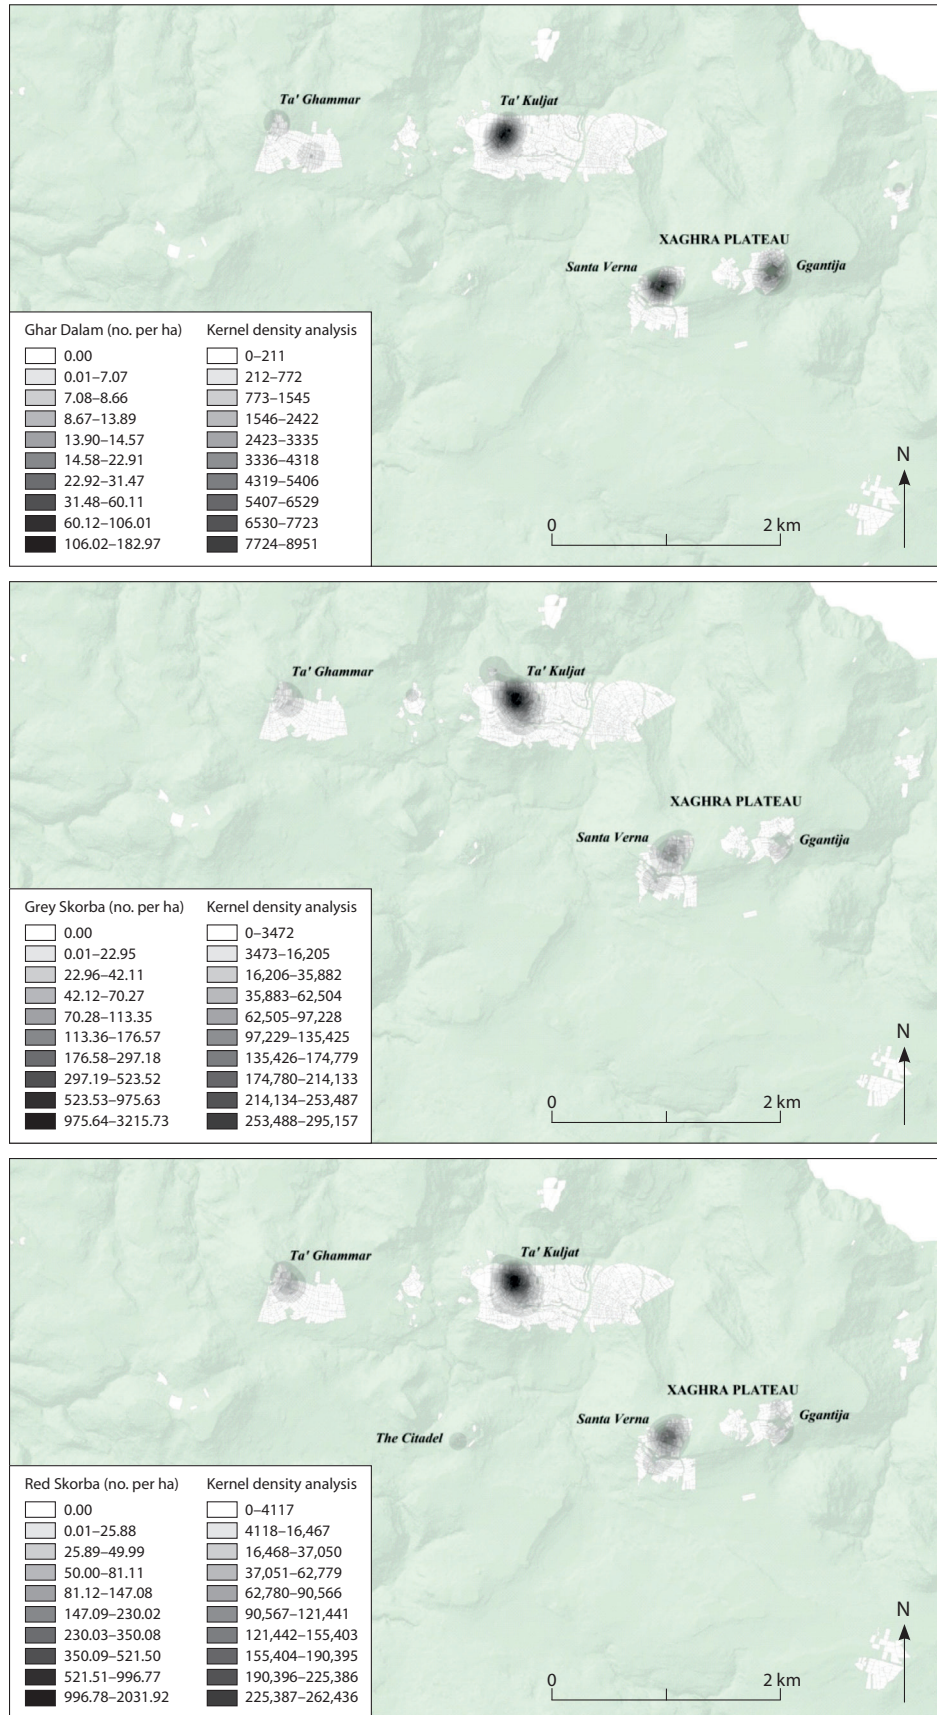 Ta' Ghammar
Ta' Kuljat
XAGHRA PLATEAU
Santa Verna
Ggantija
Ghar Dalam (no. per ha) Kernel density analysis
0.00 0–211
0.01–7.07 212–772
7.08–8.66 773–1545
8.67–13.89 1546–2422
13.90–14.57 2423–3335
14.58–22.91 3336–4318
22.92–31.47 4319–5406
31.48–60.11 5407–6529
60.12–106.01 6530–7723
106.02–182.97 7724–8951
N
0 2 km
Ta' Ghammar
Ta' Kuljat
XAGHRA PLATEAU
Santa Verna
Ggantija
Grey Skorba (no. per ha) Kernel density analysis
0.00 0–3472
0.01–22.95 3473–16,205
22.96–42.11 16,206–35,882
42.12–70.27 35,883–62,504
70.28–113.35 62,505–97,228
113.36–176.57 97,229–135,425
176.58–297.18 135,426–174,779
297.19–523.52 174,780–214,133
523.53–975.63 214,134–253,487
975.64–3215.73 253,488–295,157
N
0 2 km
Ta' Ghammar
Ta' Kuljat
XAGHRA PLATEAU
Santa Verna
Ggantija
The Citadel
Red Skorba (no. per ha) Kernel density analysis
0.00 0–4117
0.01–25.88 4118–16,467
25.89–49.99 16,468–37,050
50.00–81.11 37,051–62,779
81.12–147.08 62,780–90,566
147.09–230.02 90,567–121,441
230.03–350.08 121,442–155,403
350.09–521.50 155,404–190,395
521.51–996.77 190,396–225,386
996.78–2031.92 225,387–262,436
N
0 2 km